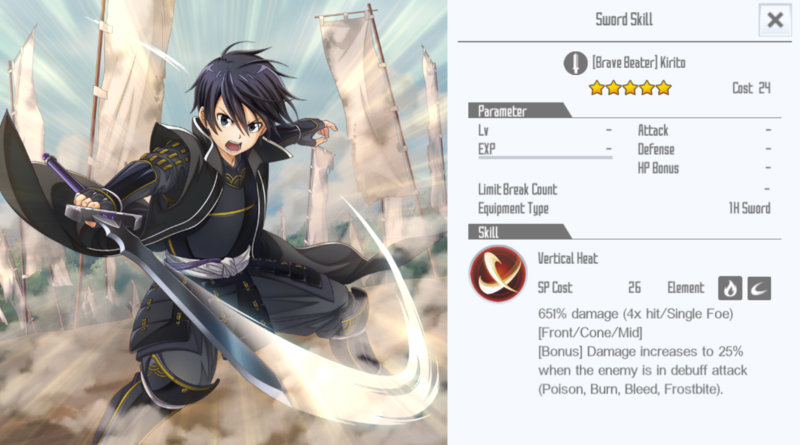 Sword Skill
[Brave Beater] Kirito
Cost 24
Parameter
Lv -
Attack -
EXP -
Defense -
HP Bonus -
Limit Break Count -
Equipment Type 1H Sword
Skill
Vertical Heat
SP Cost 26 Element
651% damage (4x hit/Single Foe)
[Front/Cone/Mid]
[Bonus] Damage increases to 25%
when the enemy is in debuff attack
(Poison, Burn, Bleed, Frostbite).